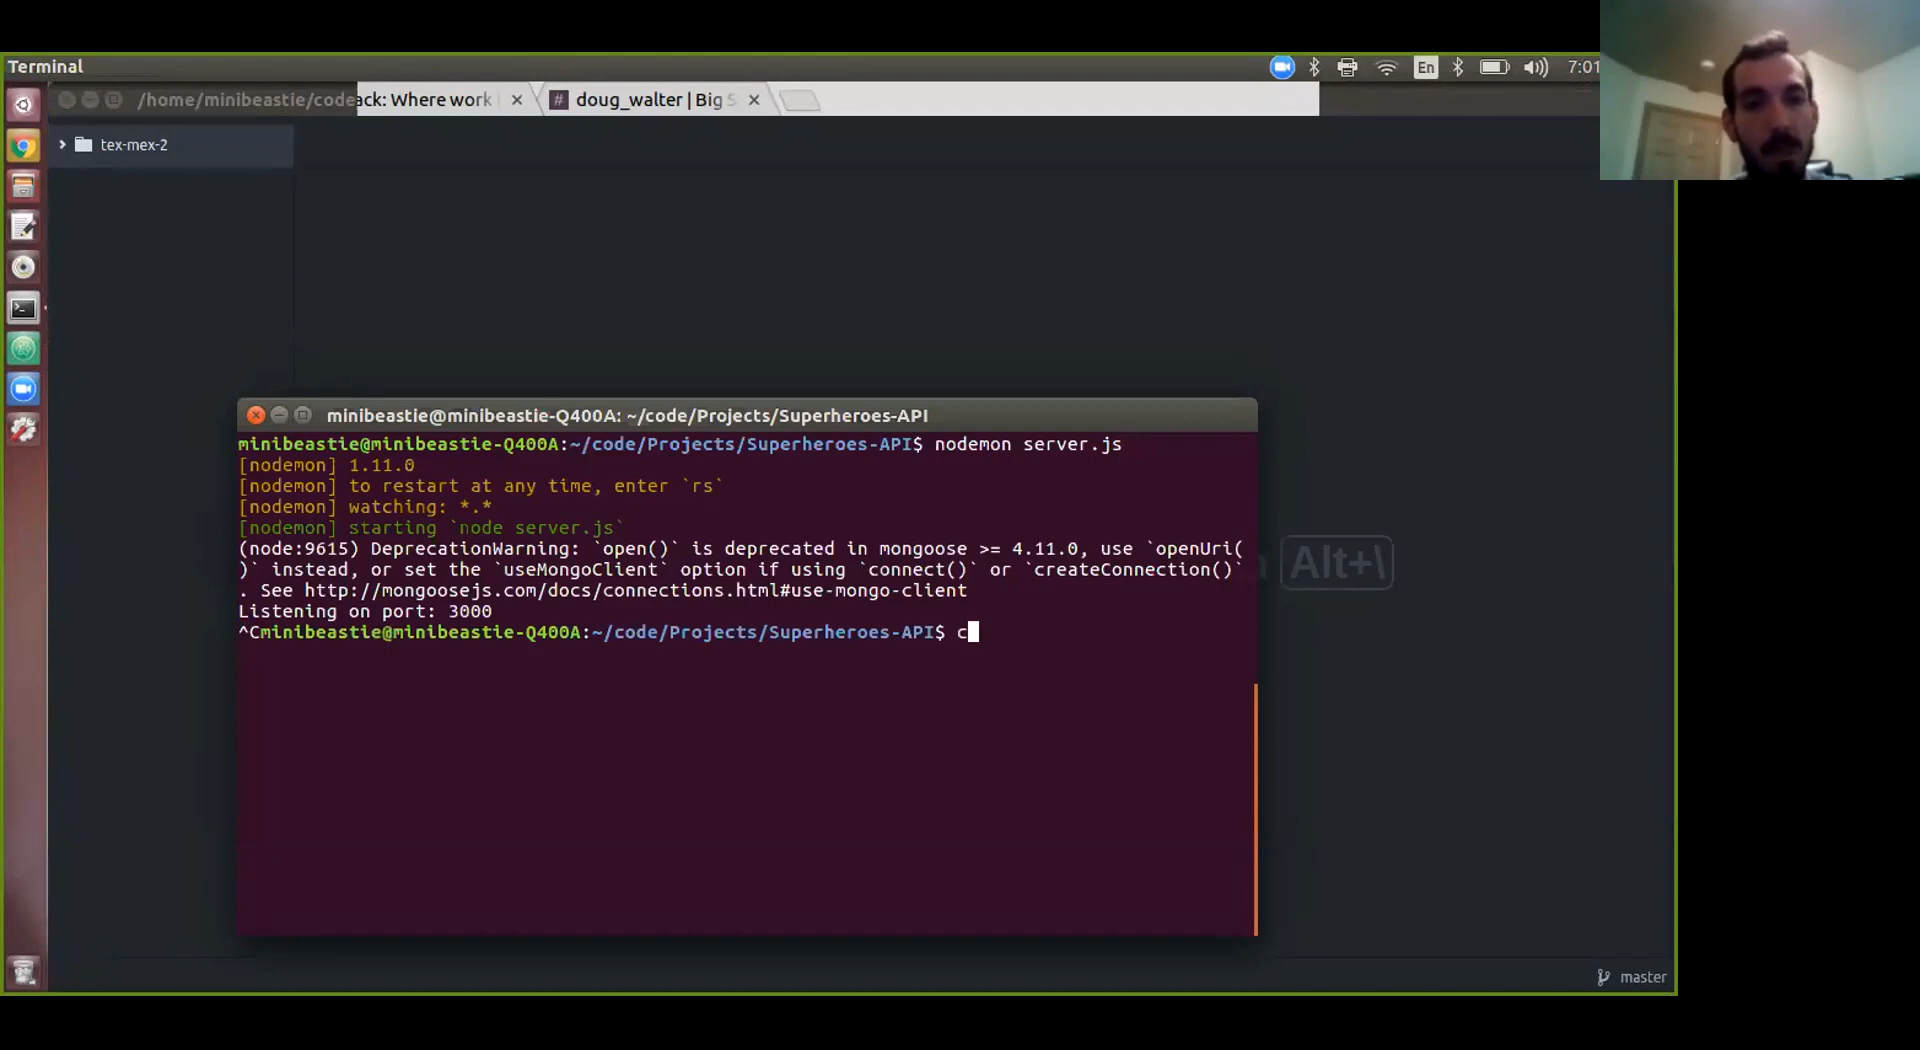 Terminal
En
7:01
/home/minibeastie/code
ack: Where work
doug_walter | Big S
tex-mex-2
minibeastie@minibeastie-Q400A: ~/code/Projects/Superheroes-API
minibeastie@minibeastie-Q400A:~/code/Projects/Superheroes-API$ nodemon server.js
[nodemon] 1.11.0
[nodemon] to restart at any time, enter `rs`
[nodemon] watching: *.*
[nodemon] starting `node server.js`
(node:9615) DeprecationWarning: `open()` is deprecated in mongoose >= 4.11.0, use `openUri(
)` instead, or set the `useMongoClient` option if using `connect()` or `createConnection()`
. See http://mongoosejs.com/docs/connections.html#use-mongo-client
Listening on port: 3000
^Cminibeastie@minibeastie-Q400A:~/code/Projects/Superheroes-API$ c
Alt+\
master